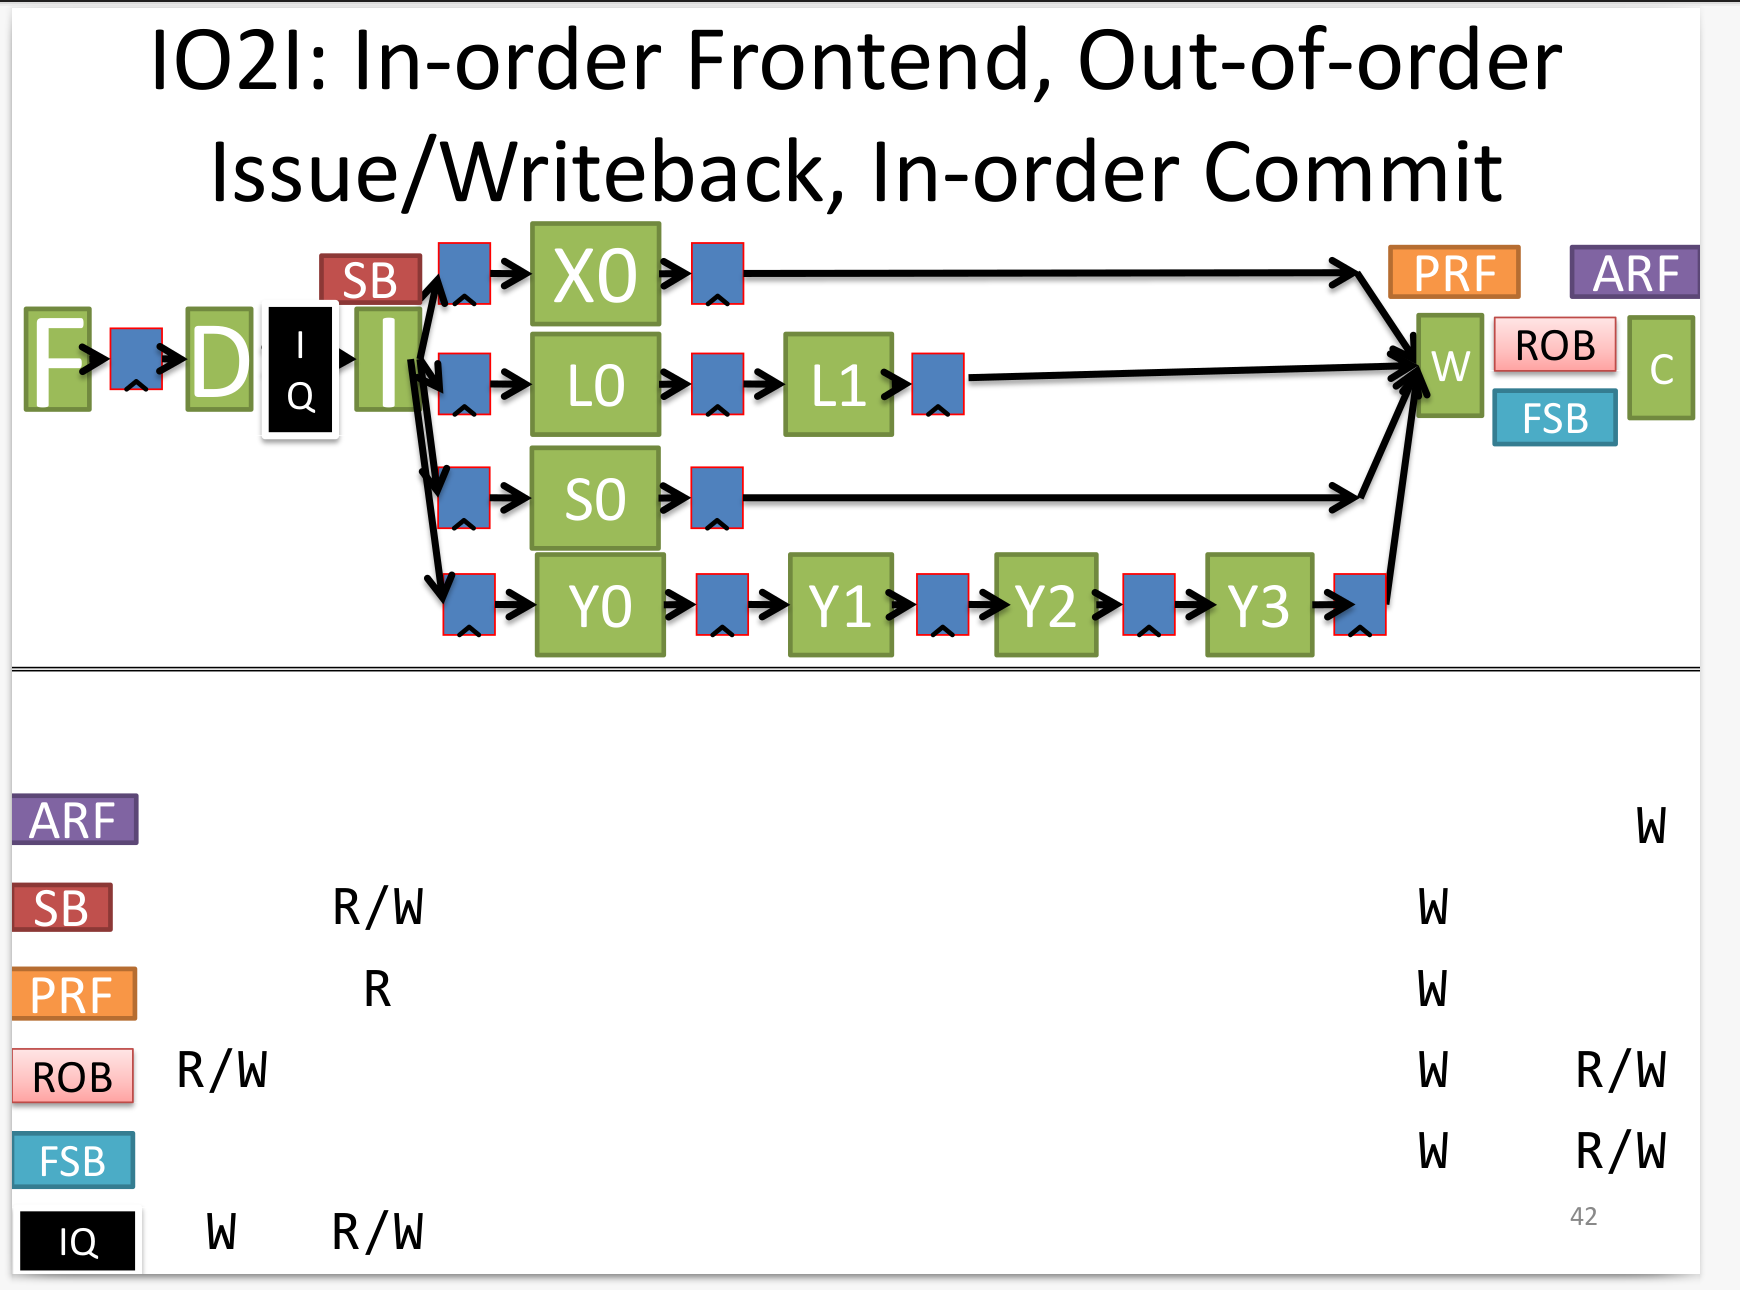 IO2I: In-order Frontend, Out-of-order
Issue/Writeback, In-order Commit
SB
X0
PRF
ARF
F
D
I
Q
I
L0
L1
W
ROB
C
FSB
S0
Y0
Y1
Y2
Y3
ARF
W
SB
R/W
W
PRF
R
W
ROB
R/W
W
R/W
FSB
W
R/W
IQ
W
R/W
42